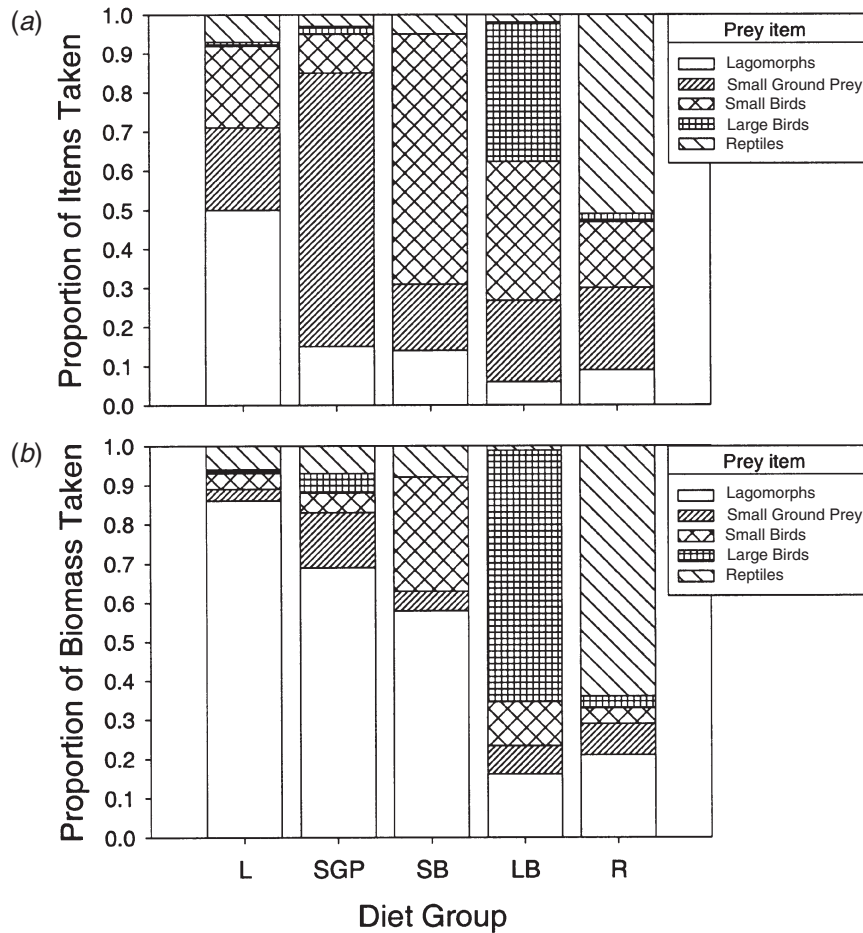 (a)
Proportion of Items Taken
1.0
0.9
0.8
0.7
0.6
0.5
0.4
0.3
0.2
0.1
0.0
Prey item
Lagomorphs
Small Ground Prey
Small Birds
Large Birds
Reptiles
(b)
Proportion of Biomass Taken
1.0
0.9
0.8
0.7
0.6
0.5
0.4
0.3
0.2
0.1
0.0
Prey item
Lagomorphs
Small Ground Prey
Small Birds
Large Birds
Reptiles
L SGP SB LB R
Diet Group